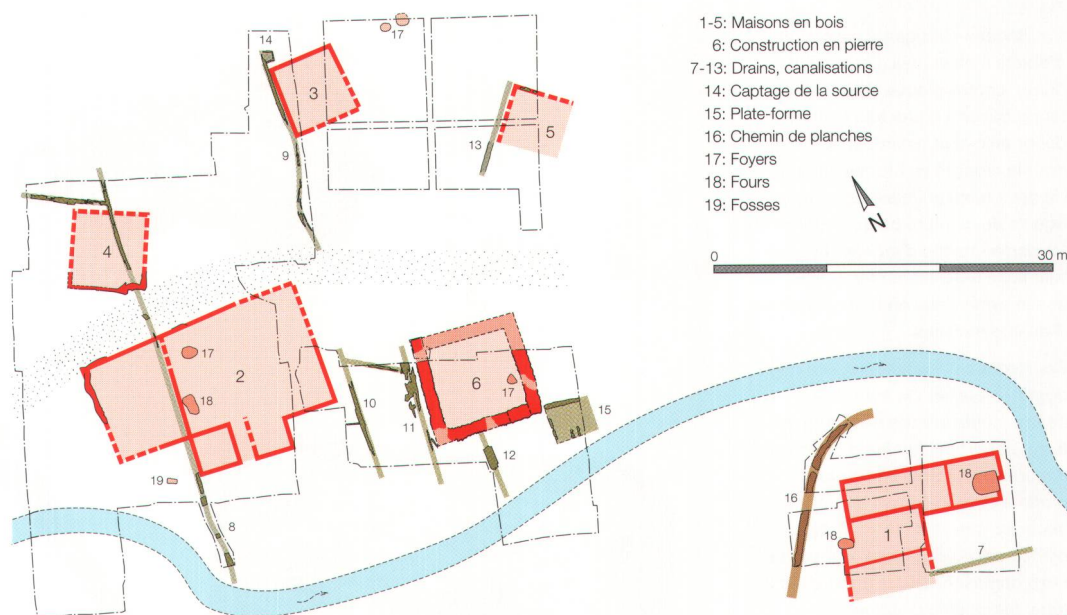 1-5: Maisons en bois
6: Construction en pierre
7-13: Drains, canalisations
14: Captage de la source
15: Plate-forme
16: Chemin de planches
17: Foyers
18: Fours
19: Fosses
N
0 30 m
14
17
3
5
13
9
4
2
17
18
6
17
15
10
11
12
19
8
16
18
18
1
7